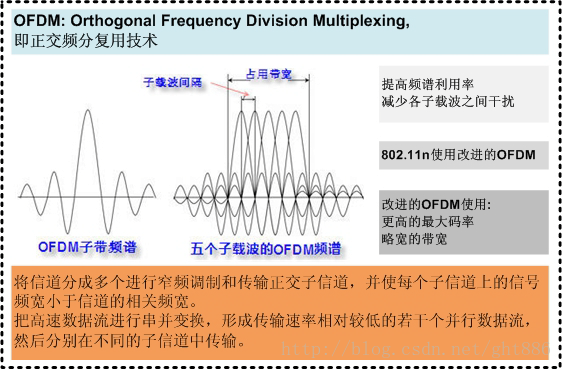 OFDM: Orthogonal Frequency Division Multiplexing,
即正交频分复用技术
子载波间隔
占用带宽
OFDM子带频谱
五个子载波的OFDM频谱
提高频谱利用率
减少各子载波之间干扰
802.11n使用改进的OFDM
改进的OFDM使用:
更高的最大码率
略宽的带宽
将信道分成多个进行窄频调制和传输正交子信道，并使每个子信道上的信号
频宽小于信道的相关频宽。
把高速数据流进行串并变换，形成传输速率相对较低的若干个并行数据流，
然后分别在不同的子信道中传输。